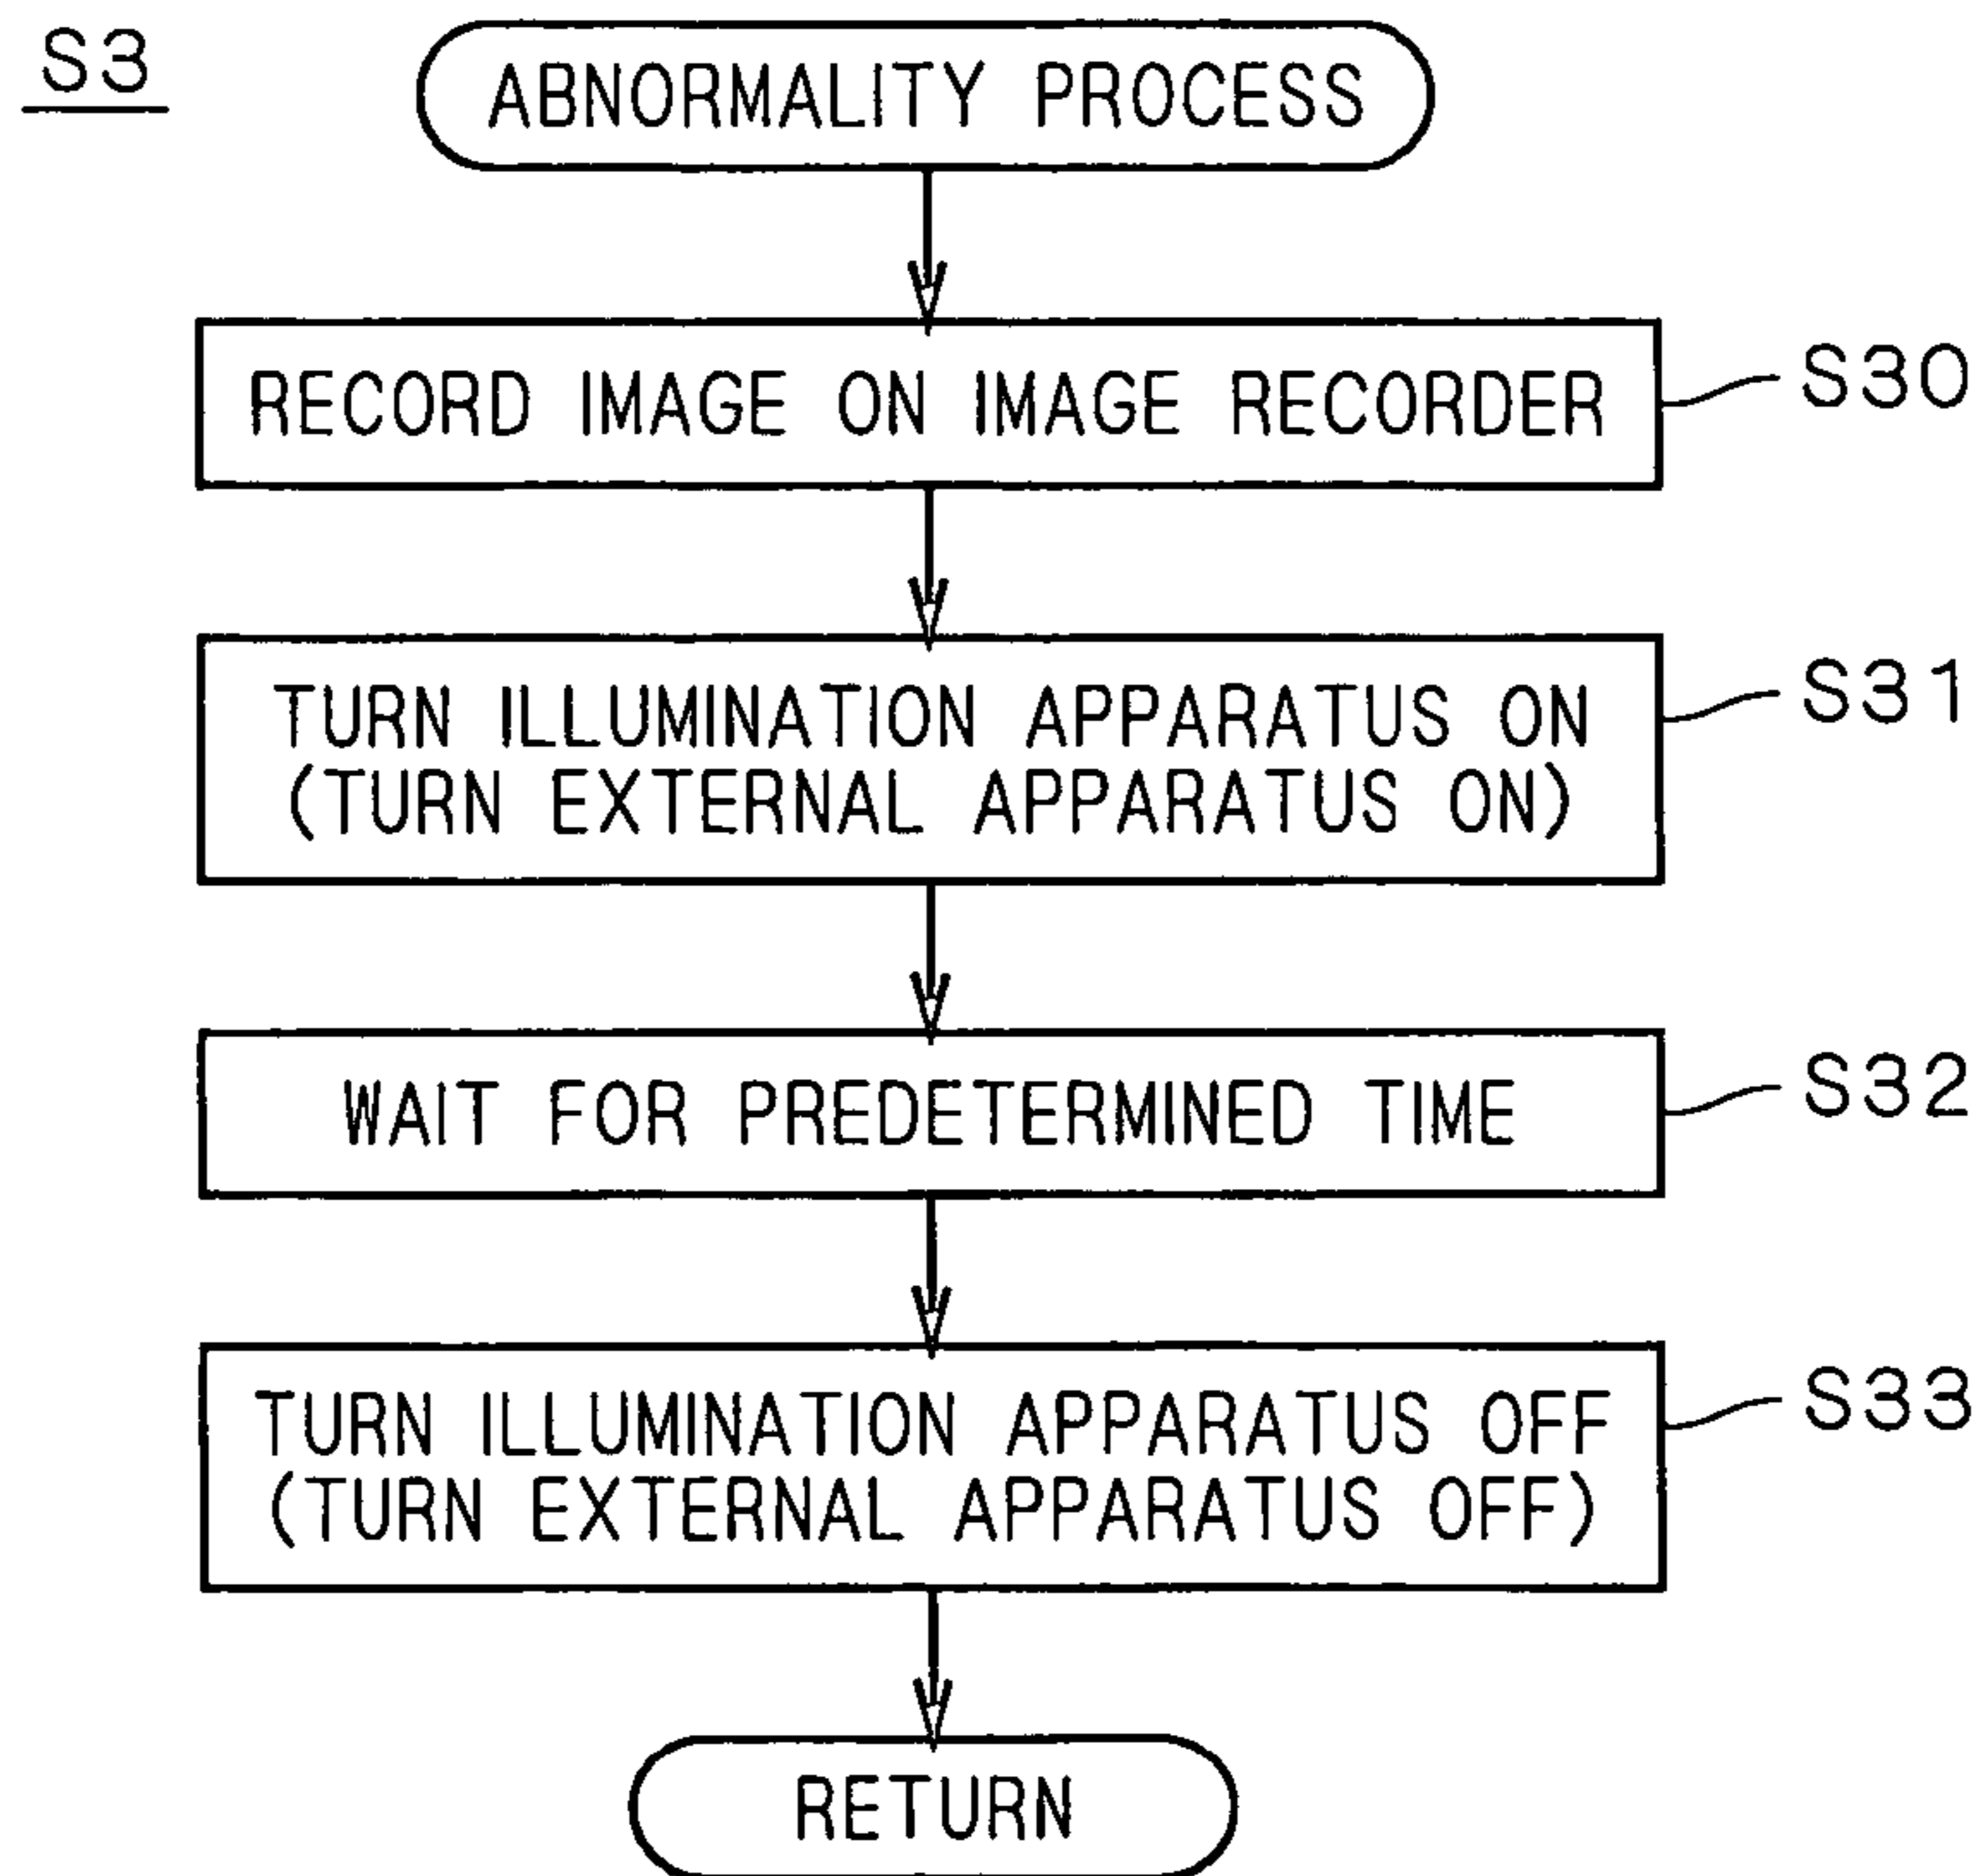 S3
ABNORMALITY PROCESS
RECORD IMAGE ON IMAGE RECORDER
S30
TURN ILLUMINATION APPARATUS ON
(TURN EXTERNAL APPARATUS ON)
S31
WAIT FOR PREDETERMINED TIME
S32
TURN ILLUMINATION APPARATUS OFF
(TURN EXTERNAL APPARATUS OFF)
S33
RETURN